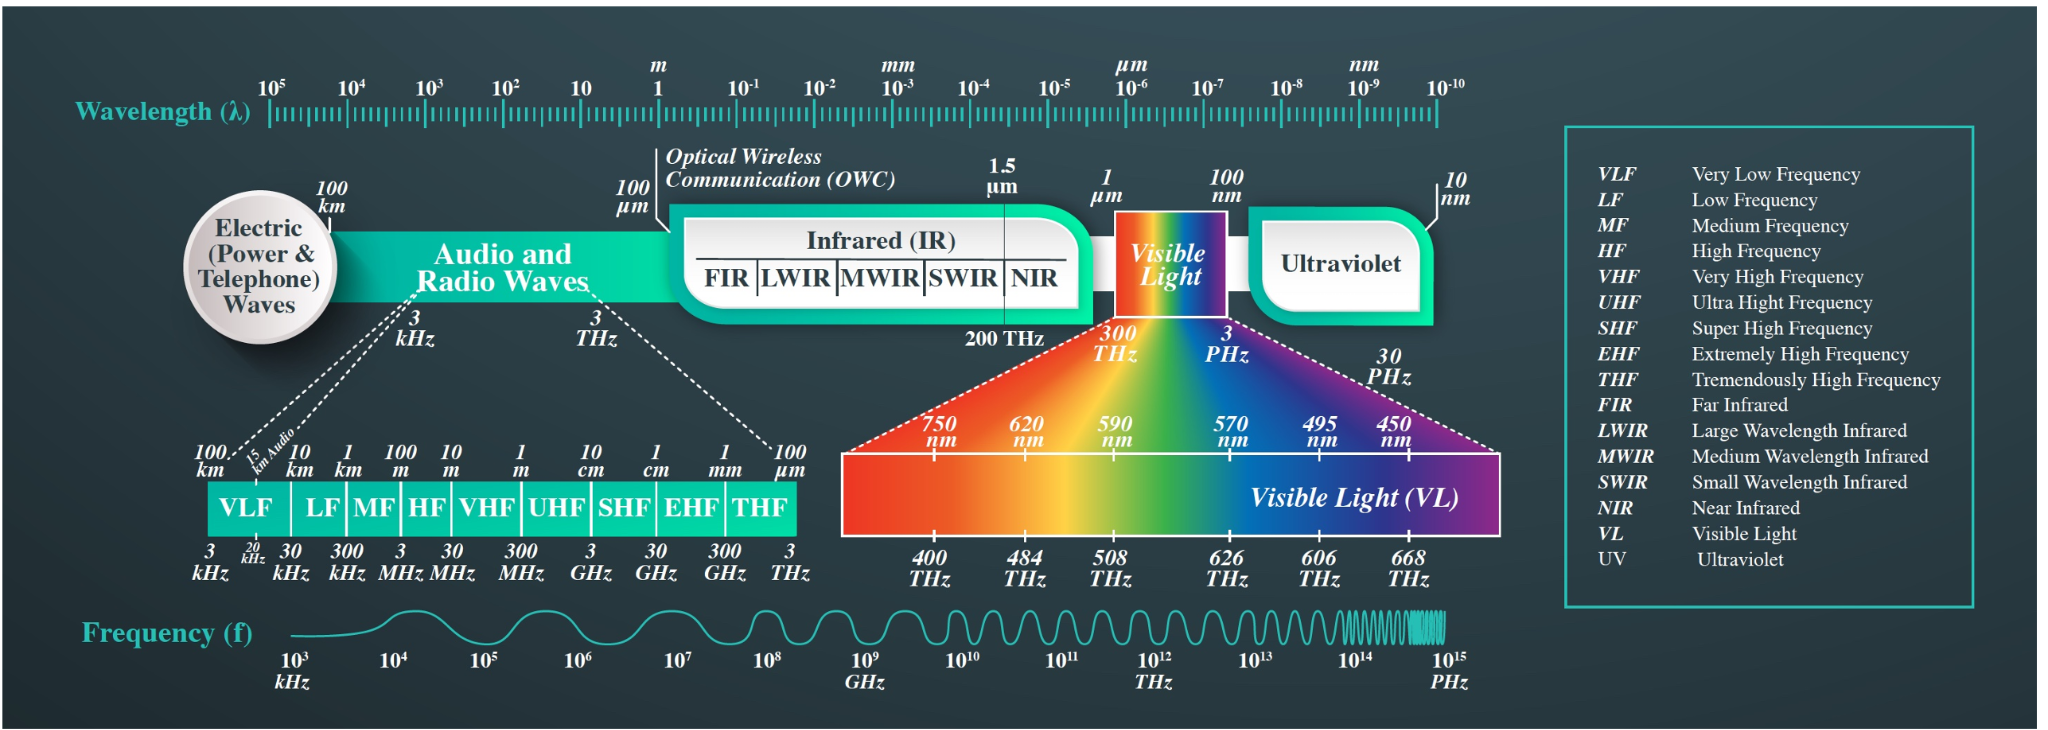 m mm µm nm
10⁵ 10⁴ 10³ 10² 10 1 10⁻¹ 10⁻² 10⁻³ 10⁻⁴ 10⁻⁵ 10⁻⁶ 10⁻⁷ 10⁻⁸ 10⁻⁹ 10⁻¹⁰
Wavelength (λ)
Optical Wireless
Communication (OWC)
100
km
100
µm
1.5
µm
1
µm
100
nm
10
nm
Electric
(Power &
Telephone)
Waves
Audio and
Radio Waves
Infrared (IR)
FIR LWIR MWIR SWIR NIR
Visible
Light
Ultraviolet
3
kHz
3
THz
200 THz
300
THz
3
PHz
30
PHz
100 15 10 1 100 10 1 10 1 1 100
km km Audio km km m m m cm cm mm µm
VLF LF MF HF VHF UHF SHF EHF THF
3 20 30 300 3 30 300 3 30 300 3
kHz kHz kHz kHz MHz MHz MHz GHz GHz GHz THz
750 620 590 570 495 450
nm nm nm nm nm nm
Visible Light (VL)
400 484 508 626 606 668
THz THz THz THz THz THz
Frequency (f)
10³ 10⁴ 10⁵ 10⁶ 10⁷ 10⁸ 10⁹ 10¹⁰ 10¹¹ 10¹² 10¹³ 10¹⁴ 10¹⁵
kHz GHz THz PHz
VLF Very Low Frequency
LF Low Frequency
MF Medium Frequency
HF High Frequency
VHF Very High Frequency
UHF Ultra Hight Frequency
SHF Super High Frequency
EHF Extremely High Frequency
THF Tremendously High Frequency
FIR Far Infrared
LWIR Large Wavelength Infrared
MWIR Medium Wavelength Infrared
SWIR Small Wavelength Infrared
NIR Near Infrared
VL Visible Light
UV Ultraviolet